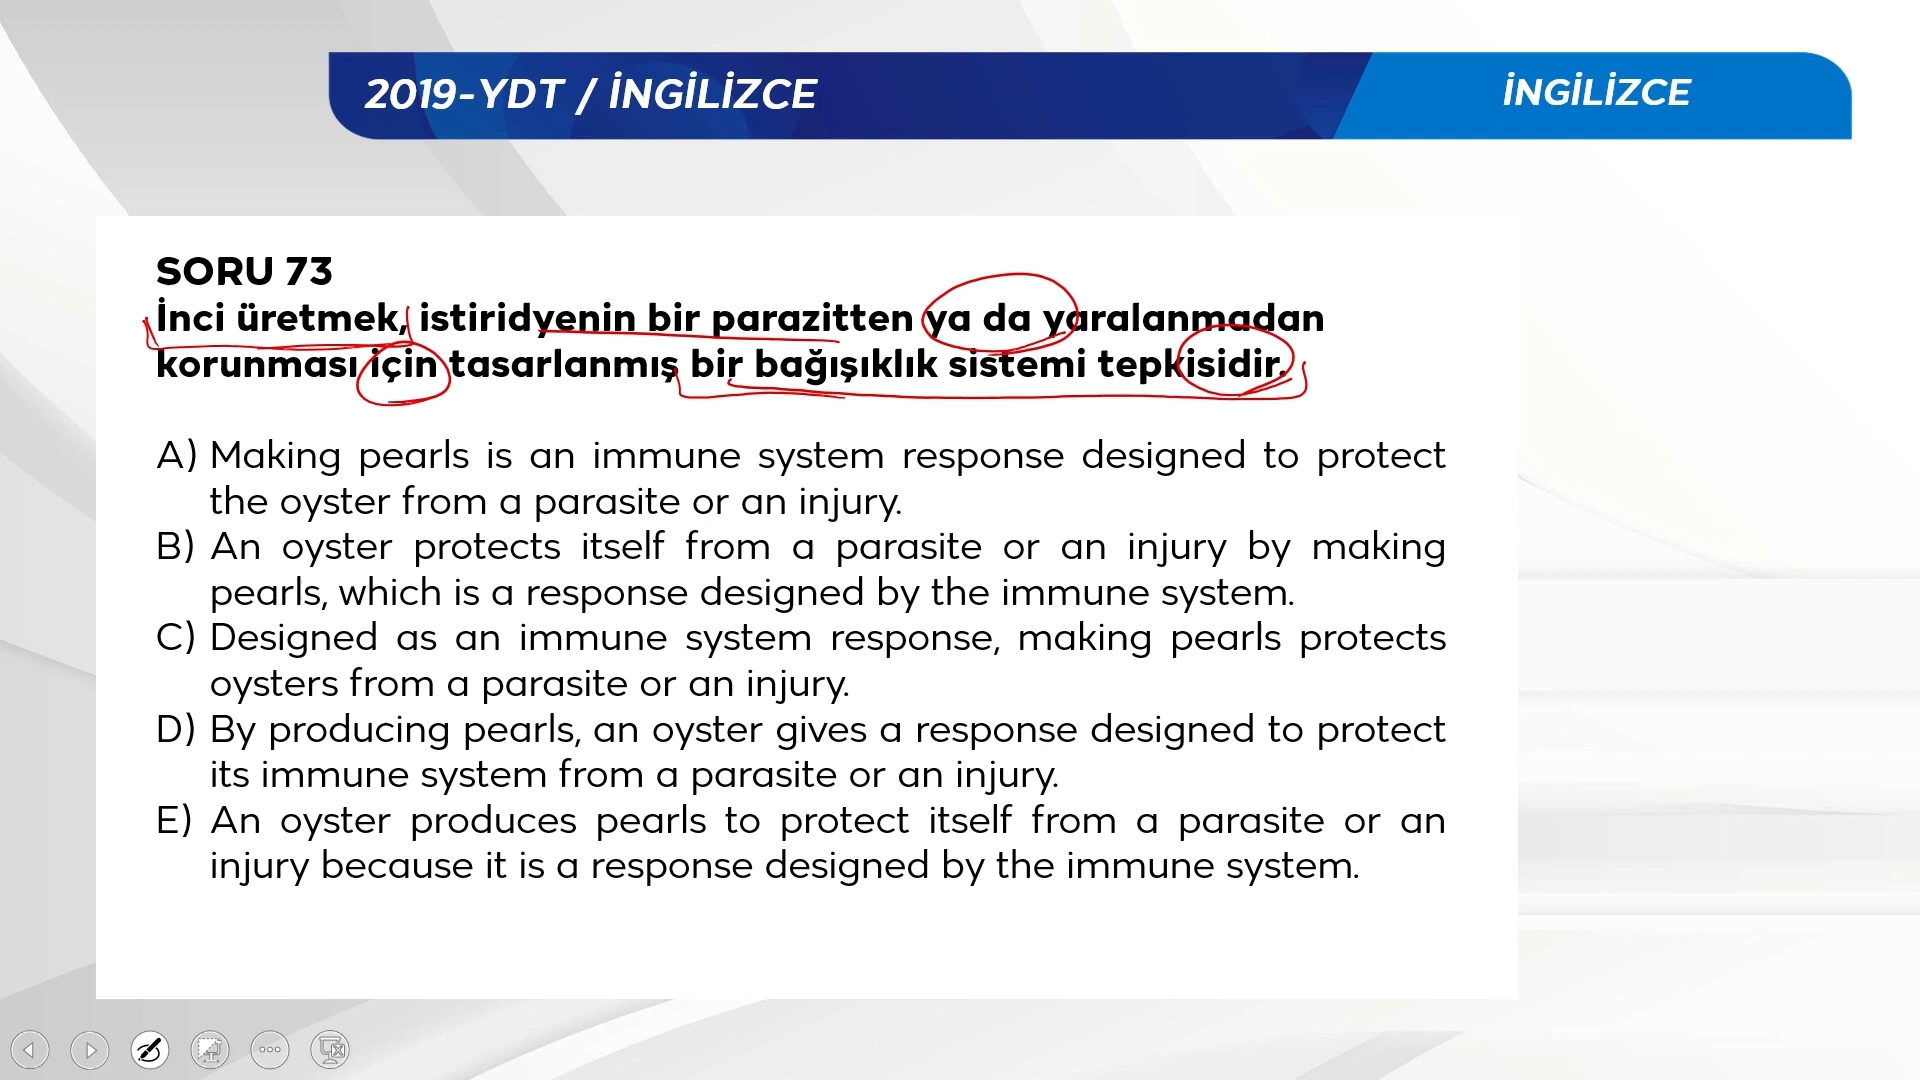 2019-YDT / İNGİLİZCE
İNGİLİZCE
SORU 73
İnci üretmek, istiridyenin bir parazitten ya da yaralanmadan
korunması için tasarlanmış bir bağışıklık sistemi tepkisidir.
A) Making pearls is an immune system response designed to protect
the oyster from a parasite or an injury.
B) An oyster protects itself from a parasite or an injury by making
pearls, which is a response designed by the immune system.
C) Designed as an immune system response, making pearls protects
oysters from a parasite or an injury.
D) By producing pearls, an oyster gives a response designed to protect
its immune system from a parasite or an injury.
E) An oyster produces pearls to protect itself from a parasite or an
injury because it is a response designed by the immune system.